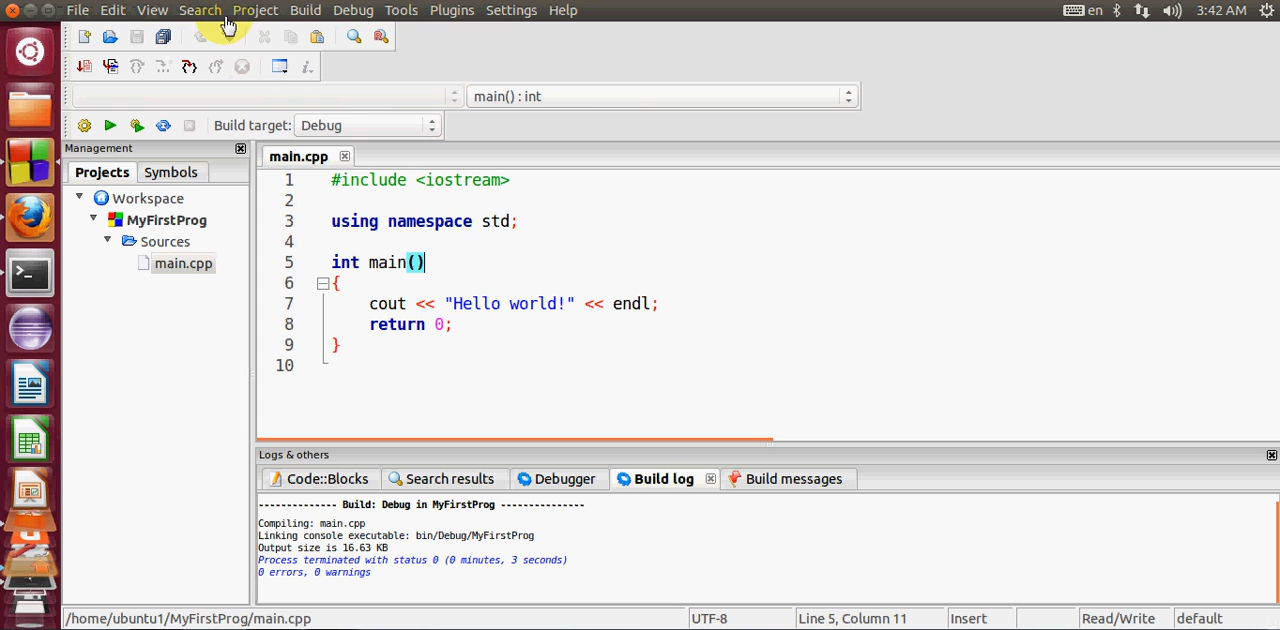 File Edit View Search Project Build Debug Tools Plugins Settings Help en 3:42 AM
main() : int
Build target: Debug
Management
Projects Symbols
Workspace
MyFirstProg
Sources
main.cpp
main.cpp
1 #include <iostream>
2
3 using namespace std;
4
5 int main()
6 {
7 cout << "Hello world!" << endl;
8 return 0;
9 }
10
Logs & others
Code::Blocks Search results Debugger Build log Build messages
-------------- Build: Debug in MyFirstProg ---------------
Compiling: main.cpp
Linking console executable: bin/Debug/MyFirstProg
Output size is 16.63 KB
Process terminated with status 0 (0 minutes, 3 seconds)
0 errors, 0 warnings
/home/ubuntu1/MyFirstProg/main.cpp UTF-8 Line 5, Column 11 Insert Read/Write default